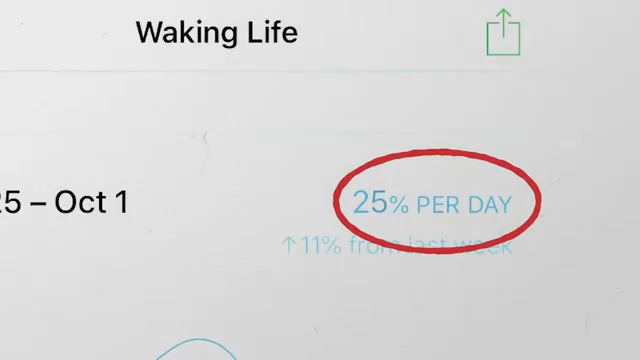 Waking Life
25 – Oct 1
25% PER DAY
↑11% from last week